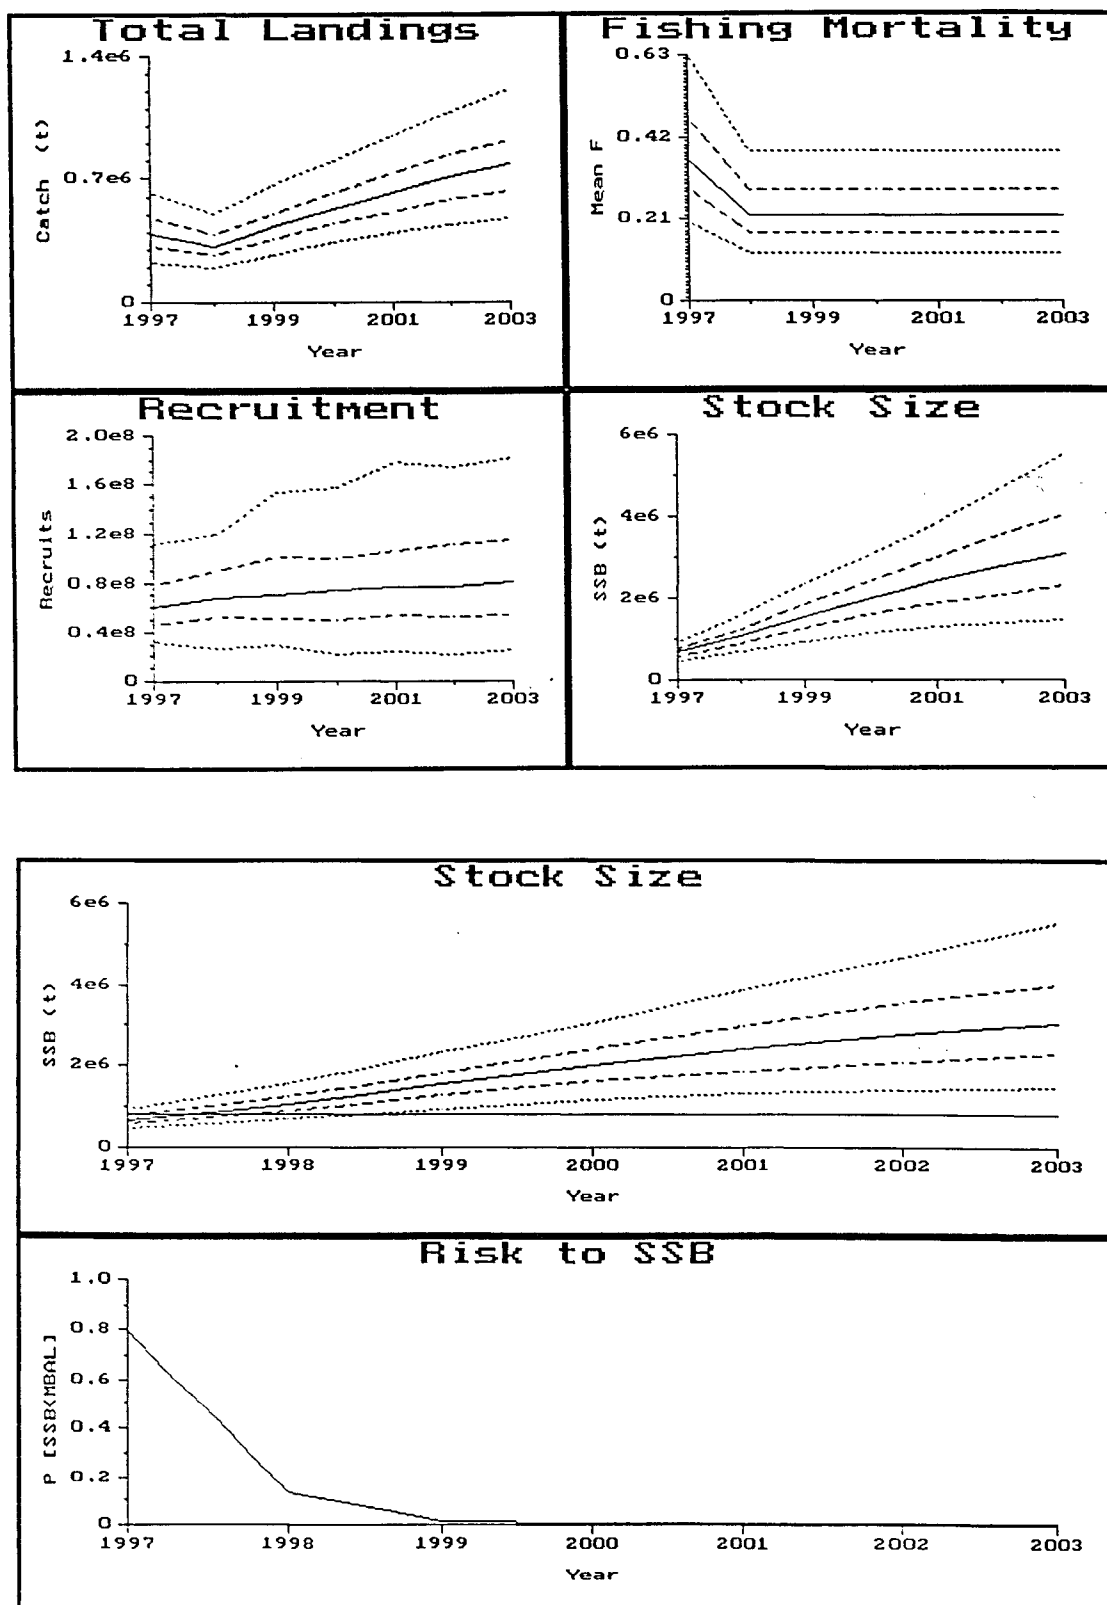 Total Landings
1.4e6
0.7e6
0
Catch (t)
1997 1999 2001 2003
Year
Fishing Mortality
0.63
0.42
0.21
0
Mean F
1997 1999 2001 2003
Year
Recruitment
2.0e8
1.6e8
1.2e8
0.8e8
0.4e8
0
Recruits
1997 1999 2001 2003
Year
Stock Size
6e6
4e6
2e6
0
SSB (t)
1997 1999 2001 2003
Year
Stock Size
6e6
4e6
2e6
0
SSB (t)
1997 1998 1999 2000 2001 2002 2003
Year
Risk to SSB
1.0
0.8
0.6
0.4
0.2
0
P [SSB<MBAL]
1997 1998 1999 2000 2001 2002 2003
Year